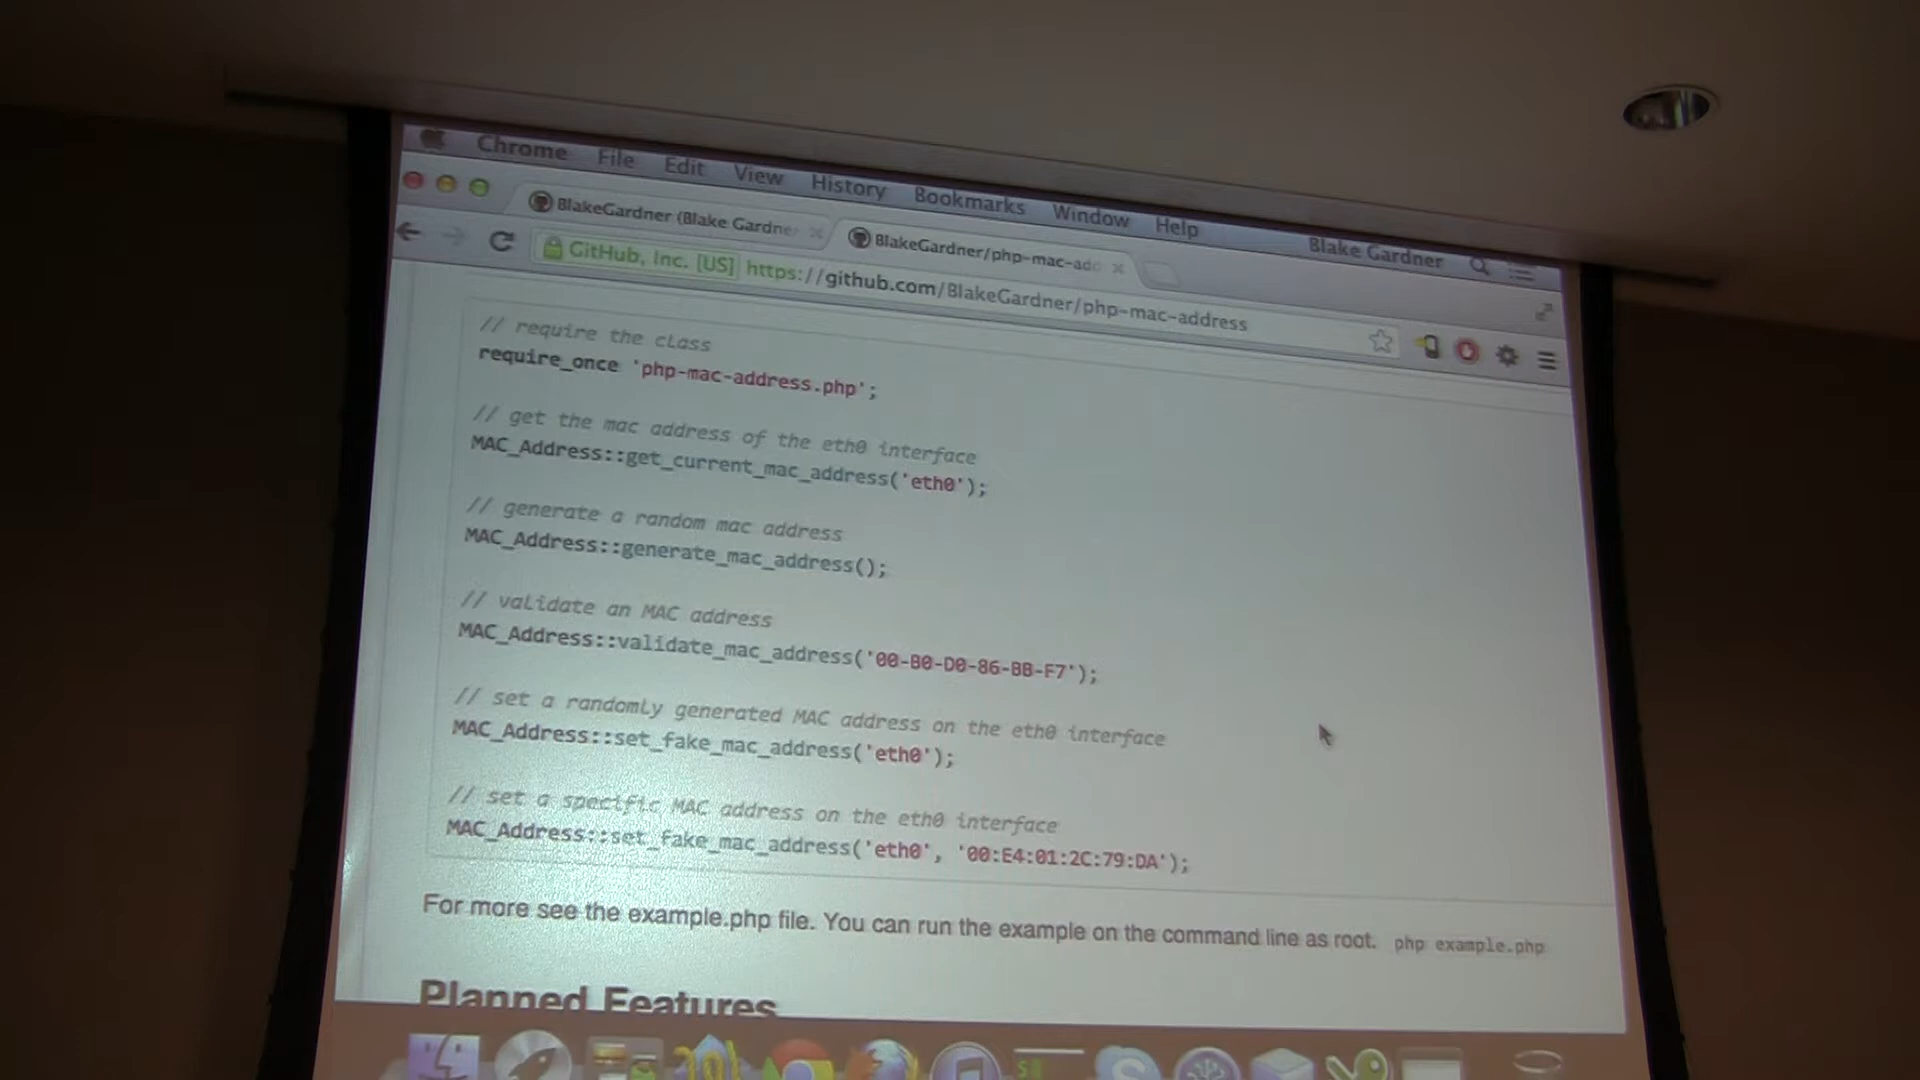 Chrome File Edit View History Bookmarks Window Help Blake Gardner
BlakeGardner (Blake Gardne
BlakeGardner/php-mac-add
GitHub, Inc. [US] https://github.com/BlakeGardner/php-mac-address
// require the class
require_once 'php-mac-address.php';
// get the mac address of the eth0 interface
MAC_Address::get_current_mac_address('eth0');
// generate a random mac address
MAC_Address::generate_mac_address();
// validate an MAC address
MAC_Address::validate_mac_address('00-B0-D0-86-BB-F7');
// set a randomly generated MAC address on the eth0 interface
MAC_Address::set_fake_mac_address('eth0');
// set a specific MAC address on the eth0 interface
MAC_Address::set_fake_mac_address('eth0', '00:E4:01:2C:79:DA');
For more see the example.php file. You can run the example on the command line as root. php example.php
Planned Features